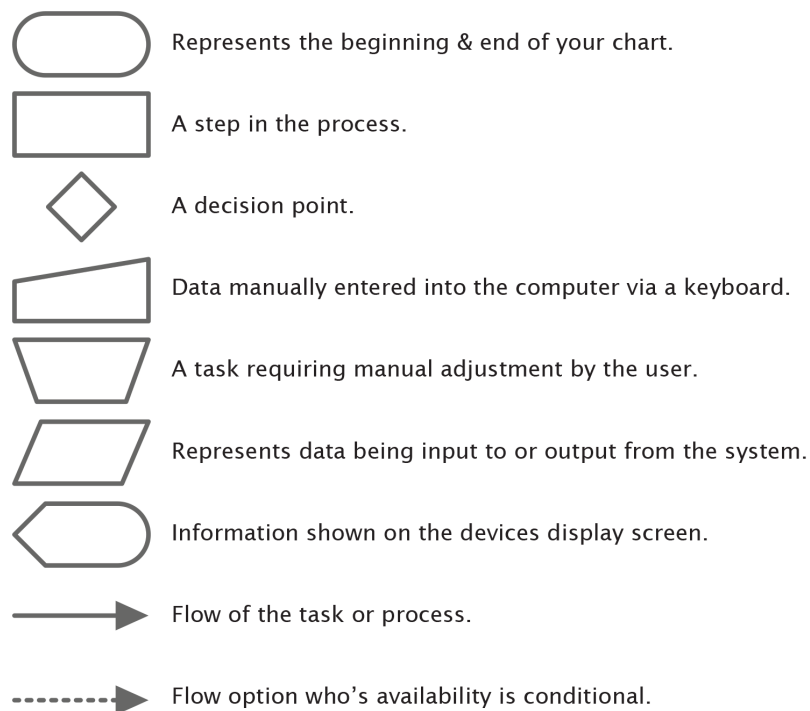 Represents the beginning & end of your chart.
A step in the process.
A decision point.
Data manually entered into the computer via a keyboard.
A task requiring manual adjustment by the user.
Represents data being input to or output from the system.
Information shown on the devices display screen.
Flow of the task or process.
Flow option who's availability is conditional.